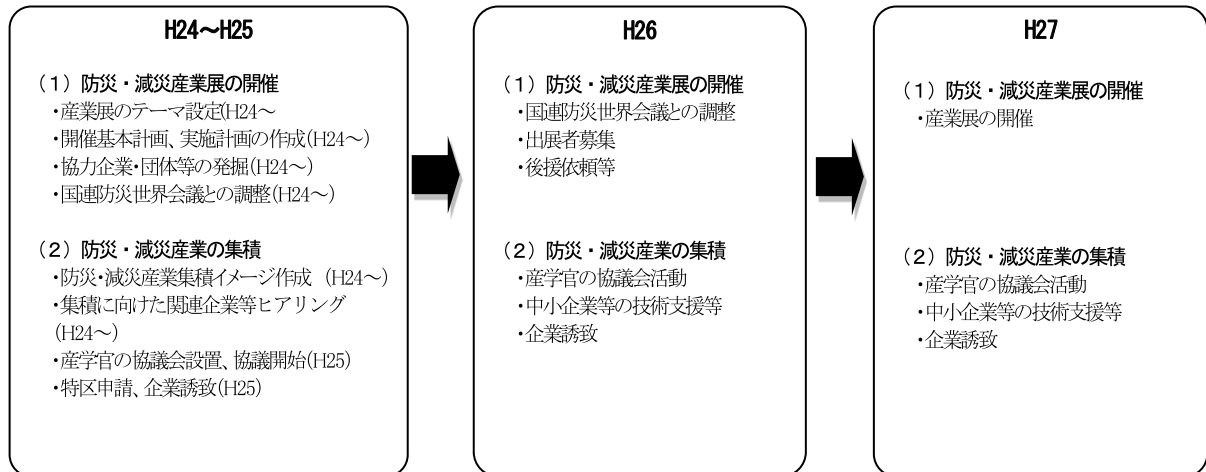 H24～H25
（1）防災・減災産業展の開催
・産業展のテーマ設定(H24～
・開催基本計画、実施計画の作成(H24～)
・協力企業・団体等の発掘(H24～)
・国連防災世界会議との調整(H24～)
（2）防災・減災産業の集積
・防災・減災産業集積イメージ作成 (H24～)
・集積に向けた関連企業等ヒアリング
(H24～)
・産学官の協議会設置、協議開始(H25)
・特区申請、企業誘致(H25)
H26
（1）防災・減災産業展の開催
・国連防災世界会議との調整
・出展者募集
・後援依頼等
（2）防災・減災産業の集積
・産学官の協議会活動
・中小企業等の技術支援等
・企業誘致
H27
（1）防災・減災産業展の開催
・産業展の開催
（2）防災・減災産業の集積
・産学官の協議会活動
・中小企業等の技術支援等
・企業誘致